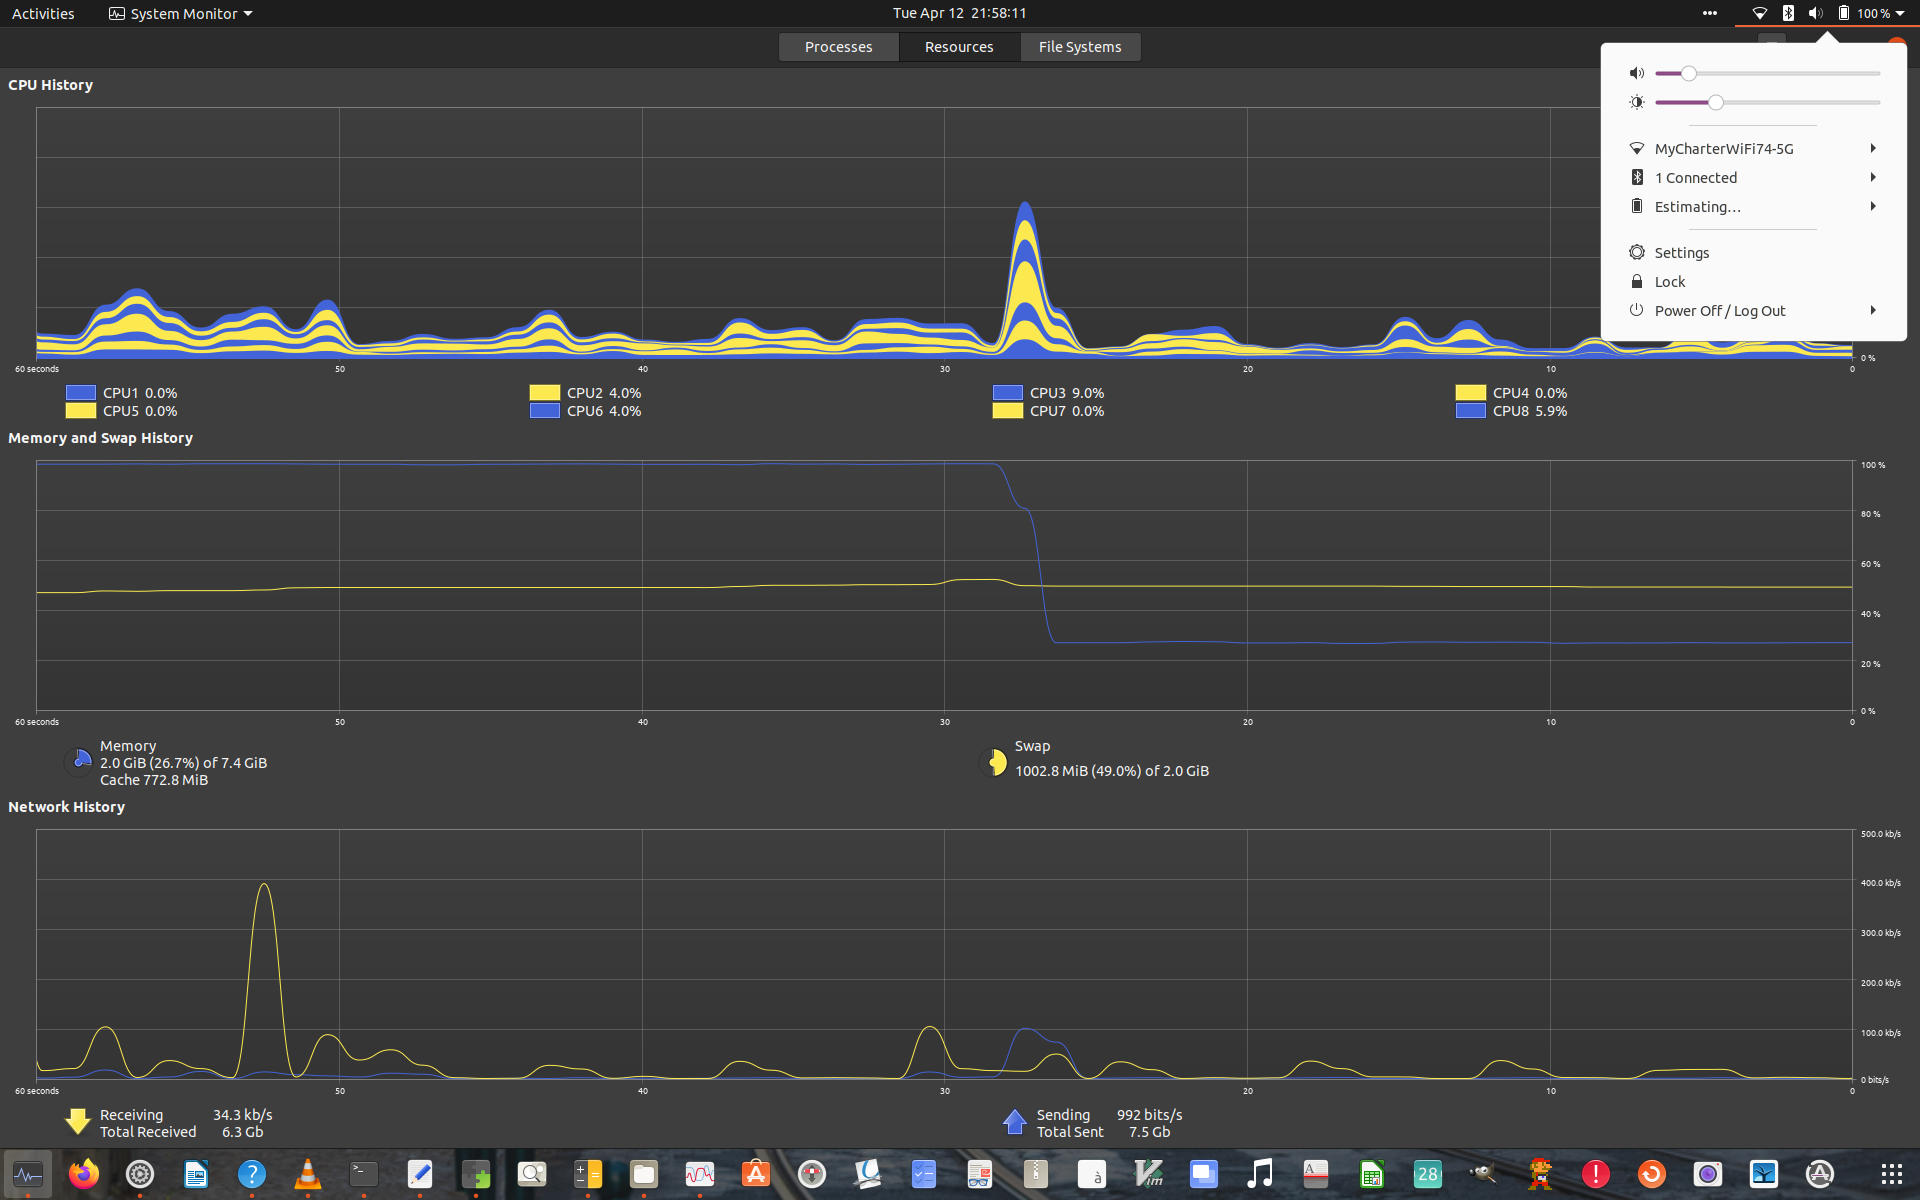 Activities
System Monitor
Tue Apr 12 21:58:11
100 %
Processes
Resources
File Systems
CPU History
MyCharterWiFi74-5G
1 Connected
Estimating…
Settings
Lock
Power Off / Log Out
0 %
60 seconds 50 40 30 20 10 0
CPU1 0.0% CPU2 4.0% CPU3 9.0% CPU4 0.0%
CPU5 0.0% CPU6 4.0% CPU7 0.0% CPU8 5.9%
Memory and Swap History
100 %
80 %
60 %
40 %
20 %
0 %
60 seconds 50 40 30 20 10 0
Memory
2.0 GiB (26.7%) of 7.4 GiB
Cache 772.8 MiB
Swap
1002.8 MiB (49.0%) of 2.0 GiB
Network History
500.0 kb/s
400.0 kb/s
300.0 kb/s
200.0 kb/s
100.0 kb/s
0 bits/s
60 seconds 50 40 30 20 10 0
Receiving 34.3 kb/s
Total Received 6.3 Gb
Sending 992 bits/s
Total Sent 7.5 Gb
? >_ à Vim A 28 !